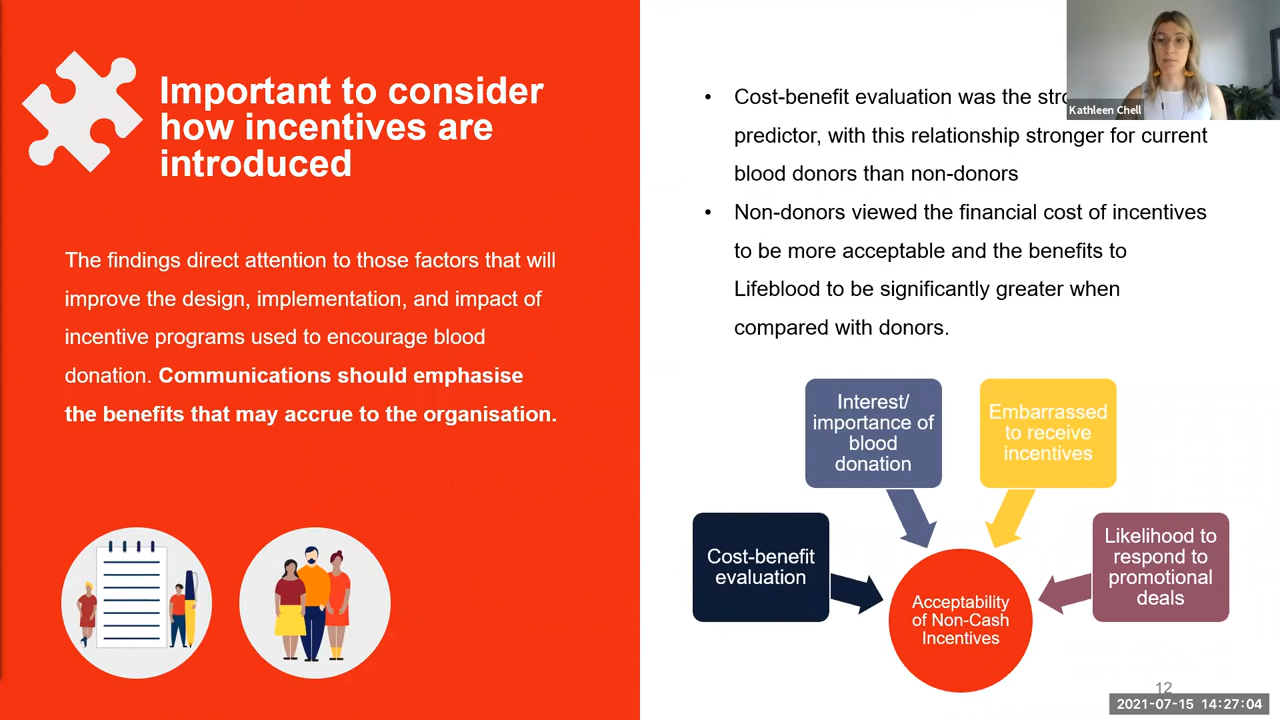 Important to consider
how incentives are
introduced
The findings direct attention to those factors that will
improve the design, implementation, and impact of
incentive programs used to encourage blood
donation. Communications should emphasise
the benefits that may accrue to the organisation.
• Cost-benefit evaluation was the
predictor, with this relationship stronger for current
blood donors than non-donors
• Non-donors viewed the financial cost of incentives
to be more acceptable and the benefits to
Lifeblood to be significantly greater when
compared with donors.
Kathleen Chell
Interest/
importance of
blood
donation
Embarrassed
to receive
incentives
Cost-benefit
evaluation
Likelihood to
respond to
promotional
deals
Acceptability
of Non-Cash
Incentives
12
2021-07-15 14:27:04